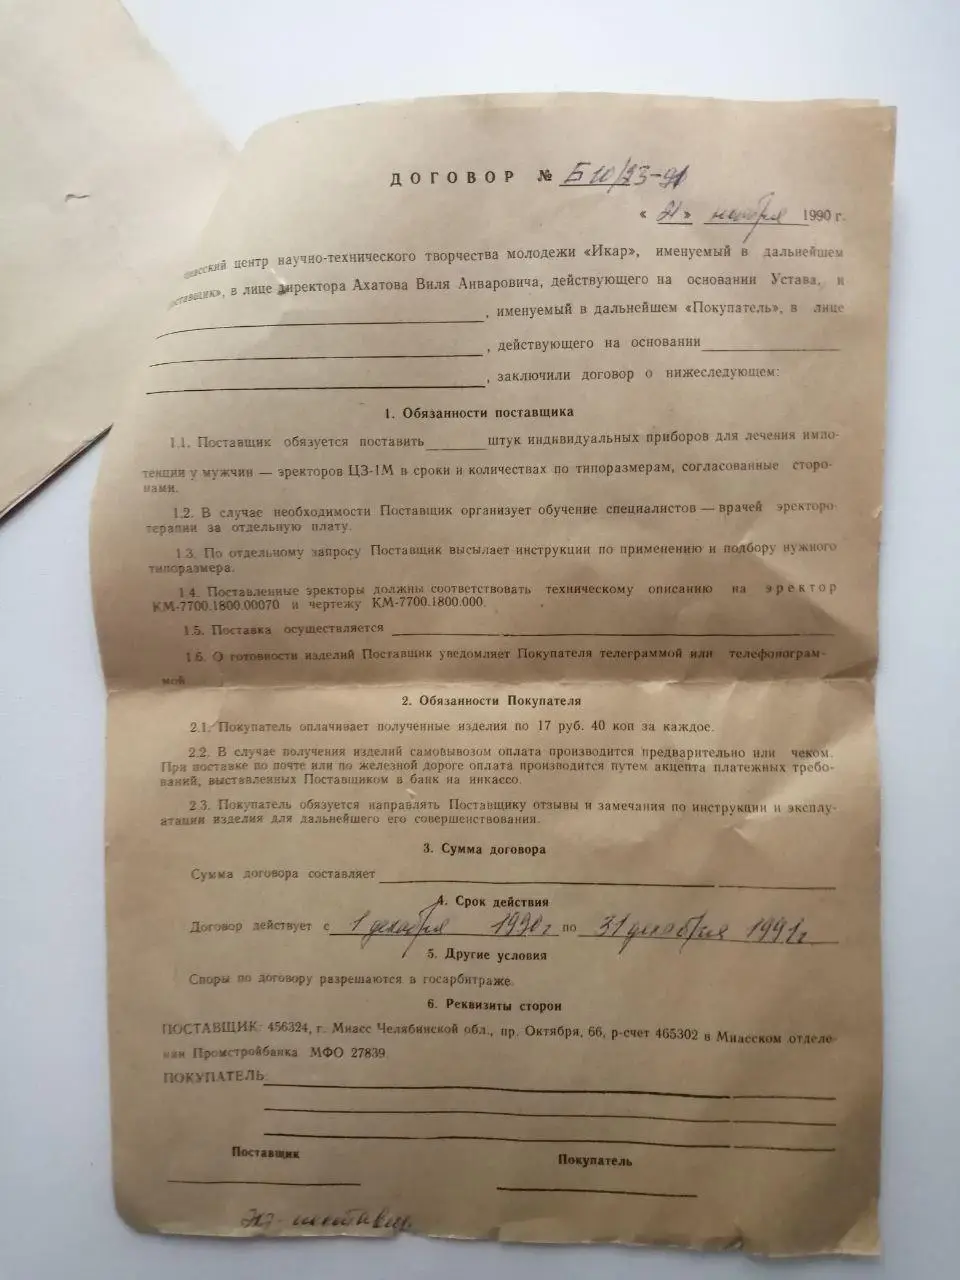 ДОГОВОР № Б10/23-91
« 21 » ноября 1990 г.
центр научно-технического творчества молодежи «Икар», именуемый в дальнейшем
в лице директора Ахатова Виля Анваровича, действующего на основании Устава, и
, именуемый в дальнейшем «Покупатель», в лице
, действующего на основании
, заключили договор о нижеследующем:
1. Обязанности поставщика
1.1. Поставщик обязуется поставить штук индивидуальных приборов для лечения импо-
тенции у мужчин — эректоров ЦЗ-1М в сроки и количествах по типоразмерам, согласованные сторо-
нами.
1.2. В случае необходимости Поставщик организует обучение специалистов — врачей эректоро-
терапии за отдельную плату.
1.3. По отдельному запросу Поставщик высылает инструкции по применению и подбору нужного
типоразмера.
1.4. Поставленные эректоры должны соответствовать техническому описанию на эректор
КМ-7700.1800.00070 и чертежу КМ-7700.1800.000.
1.5. Поставка осуществляется
1.6. О готовности изделий Поставщик уведомляет Покупателя телеграммой или телефонограм-
мой
2. Обязанности Покупателя
2.1. Покупатель оплачивает полученные изделия по 17 руб. 40 коп за каждое.
2.2. В случае получения изделий самовывозом оплата производится предварительно или чеком.
При поставке по почте или по железной дороге оплата производится путем акцепта платежных требо-
ваний, выставленных Поставщиком в банк на инкассо.
2.3. Покупатель обязуется направлять Поставщику отзывы и замечания по инструкции и эксплу-
атации изделия для дальнейшего его совершенствования.
3. Сумма договора
Сумма договора составляет
4. Срок действия
Договор действует с 1 декабря 1990 г по 31 декабря 1991 г
5. Другие условия
Споры по договору разрешаются в госарбитраже.
6. Реквизиты сторон
ПОСТАВЩИК: 456324, г. Миасс Челябинской обл., пр. Октября, 66, р-счет 465302 в Миасском отделе-
нии Промстройбанка МФО 27839.
ПОКУПАТЕЛЬ:
Поставщик
Покупатель